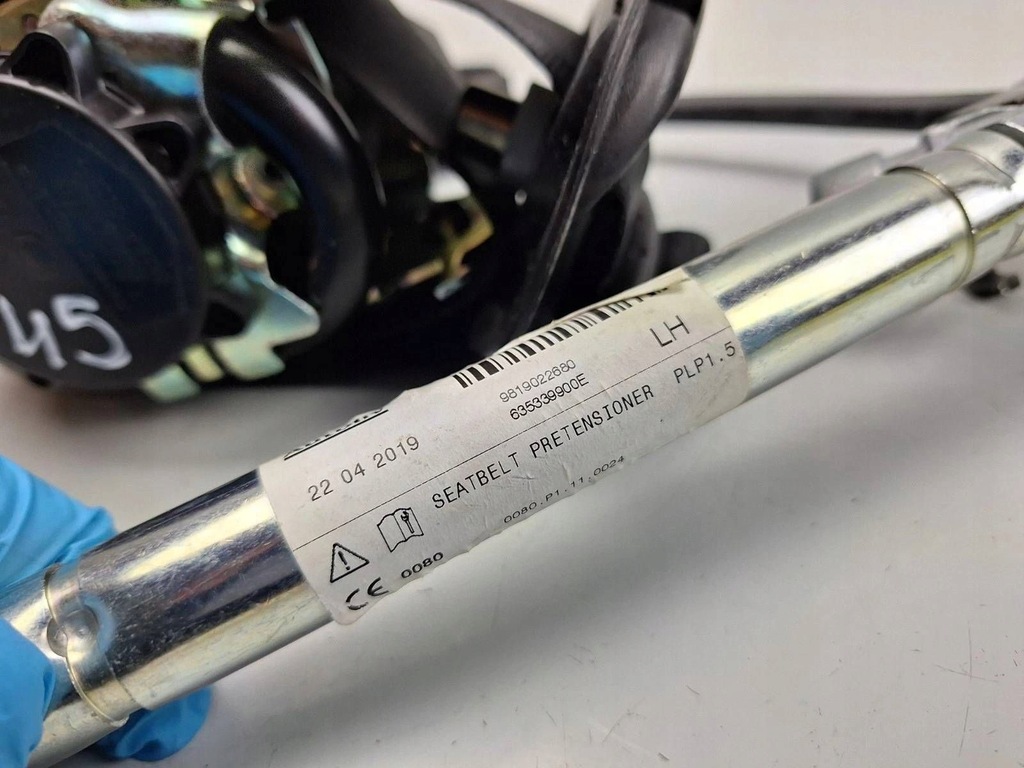 45
22 04 2019
9819022680
635339900E
LH
SEATBELT PRETENSIONER PLP1.5
CE 0080
0080.P1.11.0024